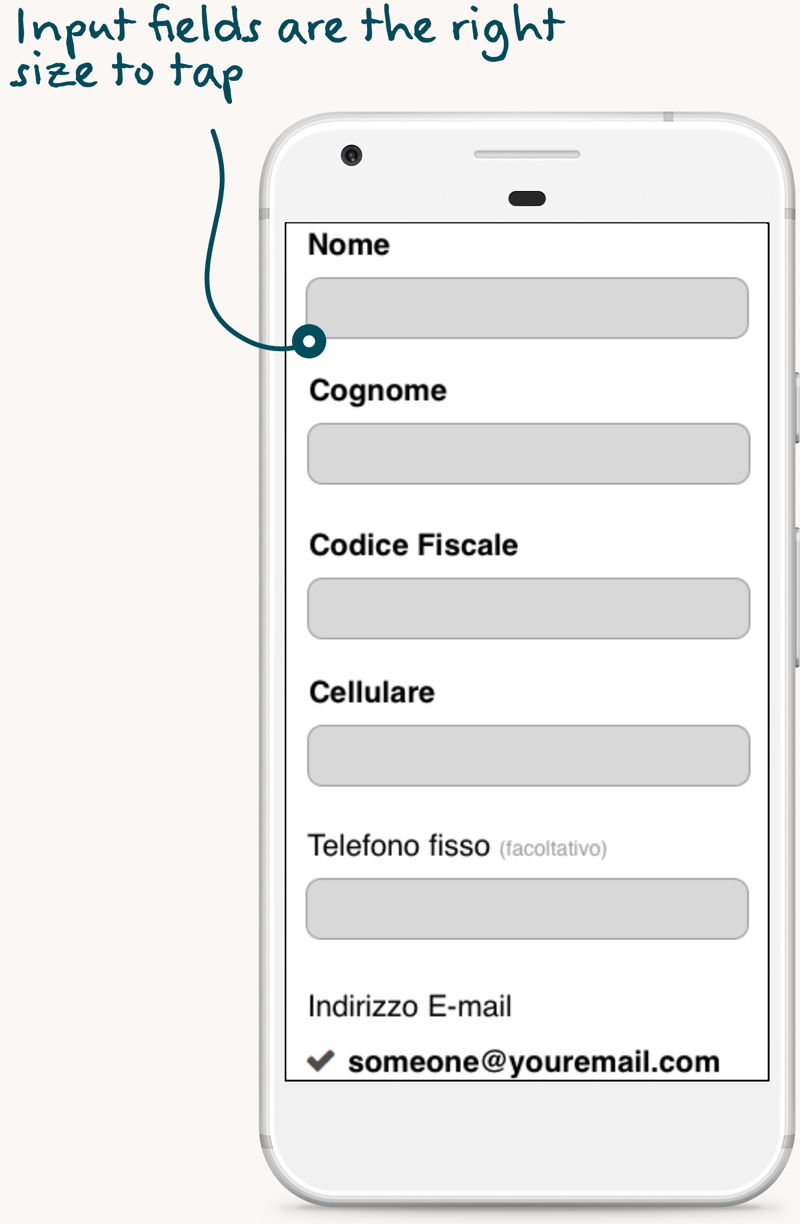 Input fields are the right
size to tap
Nome
Cognome
Codice Fiscale
Cellulare
Telefono fisso (facoltativo)
Indirizzo E-mail
someone@youremail.com